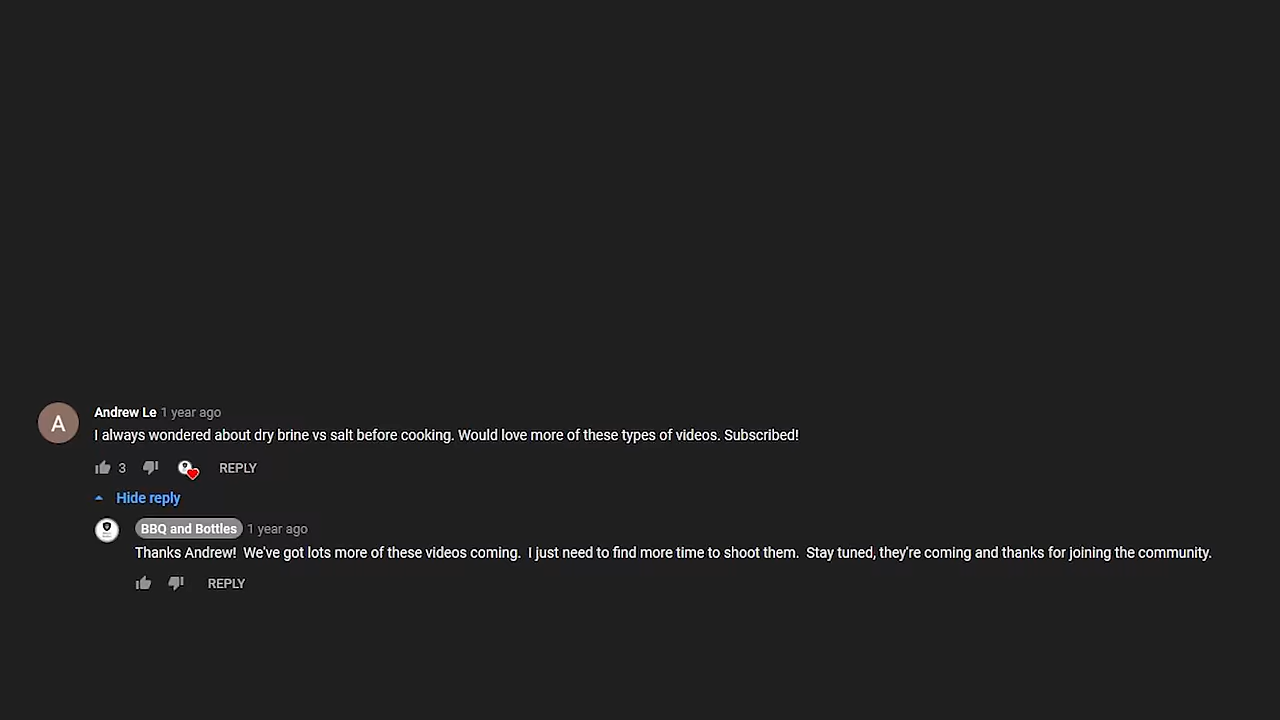 A
Andrew Le 1 year ago
I always wondered about dry brine vs salt before cooking. Would love more of these types of videos. Subscribed!
3 REPLY
Hide reply
BBQ and Bottles 1 year ago
Thanks Andrew!  We've got lots more of these videos coming.  I just need to find more time to shoot them.  Stay tuned, they're coming and thanks for joining the community.
REPLY